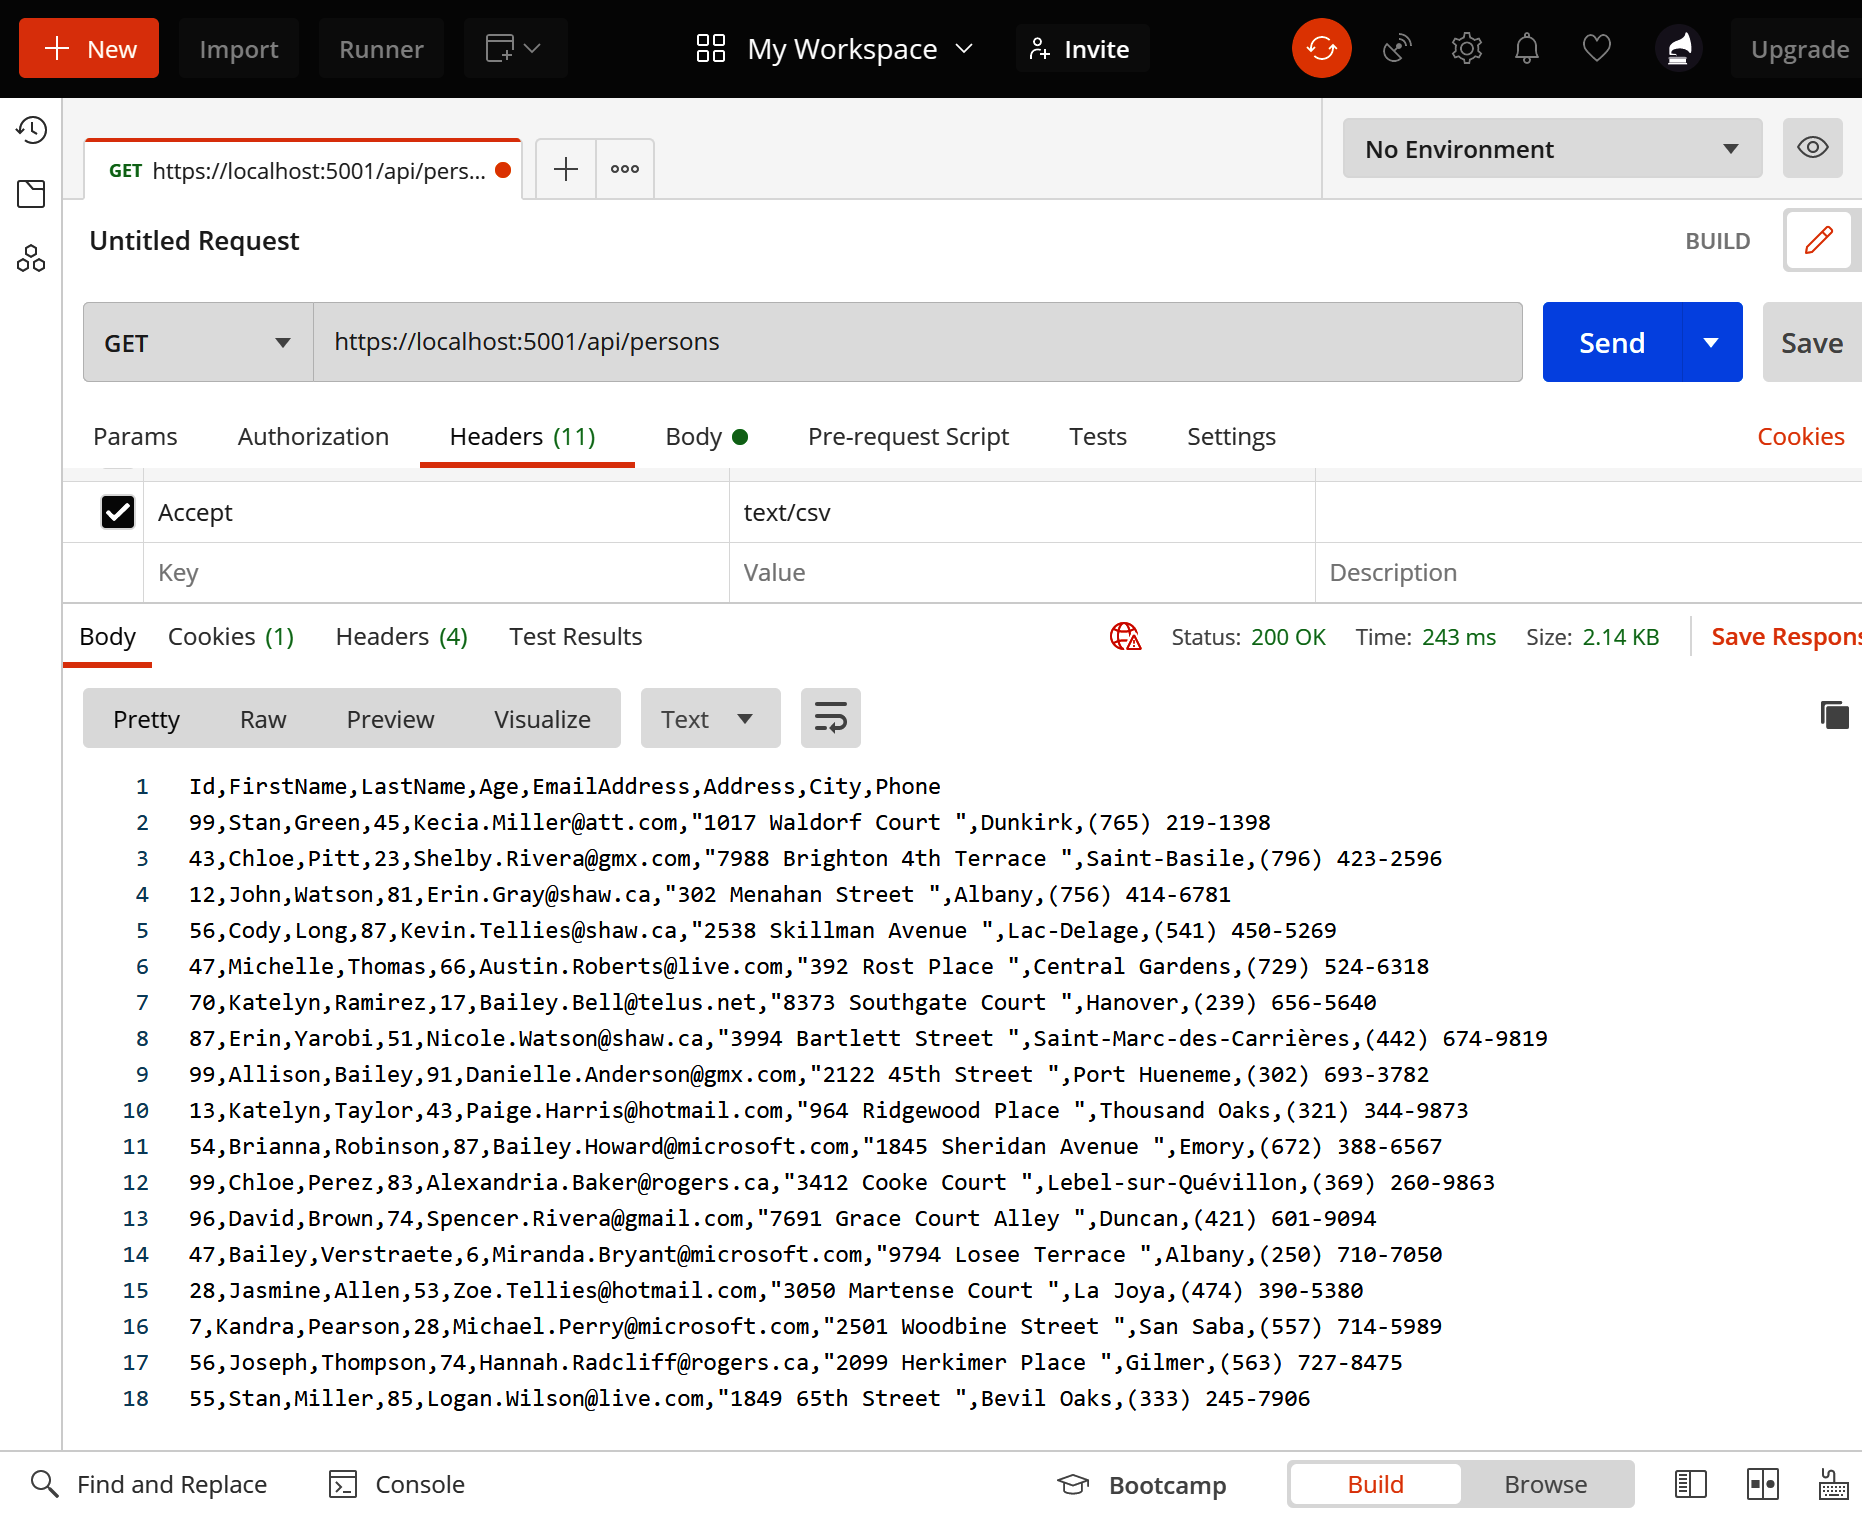 New Import Runner My Workspace Invite Upgrade
GET https://localhost:5001/api/pers... No Environment
Untitled Request BUILD
GET https://localhost:5001/api/persons Send Save
Params Authorization Headers (11) Body Pre-request Script Tests Settings Cookies
Accept text/csv
Key Value Description
Body Cookies (1) Headers (4) Test Results Status: 200 OK Time: 243 ms Size: 2.14 KB Save Respons
Pretty Raw Preview Visualize Text
1 Id,FirstName,LastName,Age,EmailAddress,Address,City,Phone
2 99,Stan,Green,45,Kecia.Miller@att.com,"1017 Waldorf Court ",Dunkirk,(765) 219-1398
3 43,Chloe,Pitt,23,Shelby.Rivera@gmx.com,"7988 Brighton 4th Terrace ",Saint-Basile,(796) 423-2596
4 12,John,Watson,81,Erin.Gray@shaw.ca,"302 Menahan Street ",Albany,(756) 414-6781
5 56,Cody,Long,87,Kevin.Tellies@shaw.ca,"2538 Skillman Avenue ",Lac-Delage,(541) 450-5269
6 47,Michelle,Thomas,66,Austin.Roberts@live.com,"392 Rost Place ",Central Gardens,(729) 524-6318
7 70,Katelyn,Ramirez,17,Bailey.Bell@telus.net,"8373 Southgate Court ",Hanover,(239) 656-5640
8 87,Erin,Yarobi,51,Nicole.Watson@shaw.ca,"3994 Bartlett Street ",Saint-Marc-des-Carrières,(442) 674-9819
9 99,Allison,Bailey,91,Danielle.Anderson@gmx.com,"2122 45th Street ",Port Hueneme,(302) 693-3782
10 13,Katelyn,Taylor,43,Paige.Harris@hotmail.com,"964 Ridgewood Place ",Thousand Oaks,(321) 344-9873
11 54,Brianna,Robinson,87,Bailey.Howard@microsoft.com,"1845 Sheridan Avenue ",Emory,(672) 388-6567
12 99,Chloe,Perez,83,Alexandria.Baker@rogers.ca,"3412 Cooke Court ",Lebel-sur-Quévillon,(369) 260-9863
13 96,David,Brown,74,Spencer.Rivera@gmail.com,"7691 Grace Court Alley ",Duncan,(421) 601-9094
14 47,Bailey,Verstraete,6,Miranda.Bryant@microsoft.com,"9794 Losee Terrace ",Albany,(250) 710-7050
15 28,Jasmine,Allen,53,Zoe.Tellies@hotmail.com,"3050 Martense Court ",La Joya,(474) 390-5380
16 7,Kandra,Pearson,28,Michael.Perry@microsoft.com,"2501 Woodbine Street ",San Saba,(557) 714-5989
17 56,Joseph,Thompson,74,Hannah.Radcliff@rogers.ca,"2099 Herkimer Place ",Gilmer,(563) 727-8475
18 55,Stan,Miller,85,Logan.Wilson@live.com,"1849 65th Street ",Bevil Oaks,(333) 245-7906
Find and Replace Console Bootcamp Build Browse